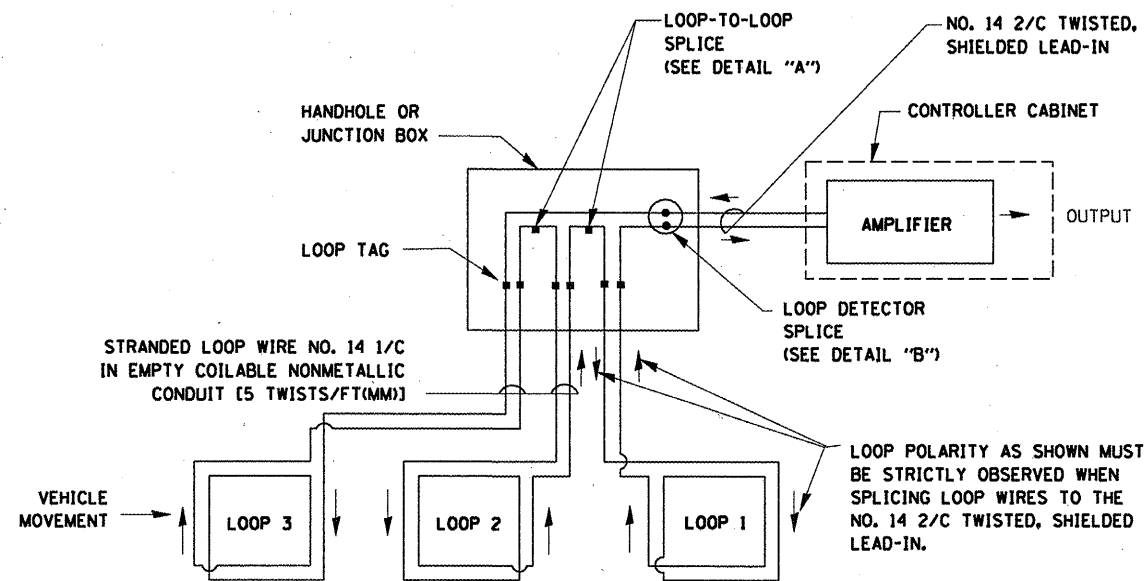 LOOP-TO-LOOP
SPLICE
(SEE DETAIL "A")
NO. 14 2/C TWISTED,
SHIELDED LEAD-IN
HANDHOLE OR
JUNCTION BOX
CONTROLLER CABINET
AMPLIFIER
OUTPUT
LOOP TAG
LOOP DETECTOR
SPLICE
(SEE DETAIL "B")
STRANDED LOOP WIRE NO. 14 1/C
IN EMPTY COILABLE NONMETALLIC
CONDUIT [5 TWISTS/FT(MM)]
LOOP POLARITY AS SHOWN MUST
BE STRICTLY OBSERVED WHEN
SPLICING LOOP WIRES TO THE
NO. 14 2/C TWISTED, SHIELDED
LEAD-IN.
VEHICLE
MOVEMENT
LOOP 3
LOOP 2
LOOP 1